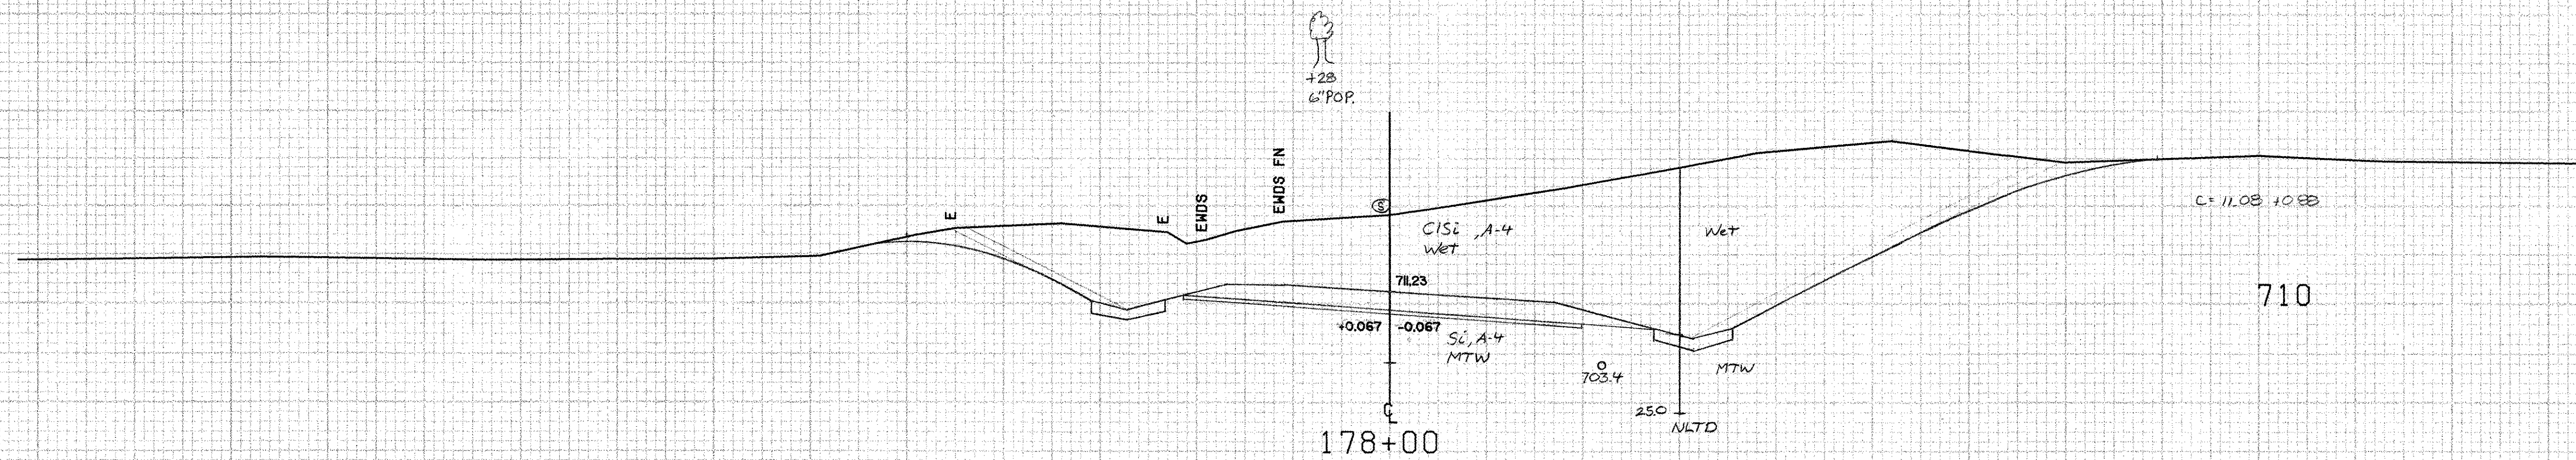 +28
6"POP.
E
E
EWDS
EWDS FN
S
ClSi , A-4
Wet
Wet
C= 11.08 +0.88
711.23
710
+0.067 -0.067
Si, A-4
MTW
703.4
MTW
25.0
NLTD
CL
178+00